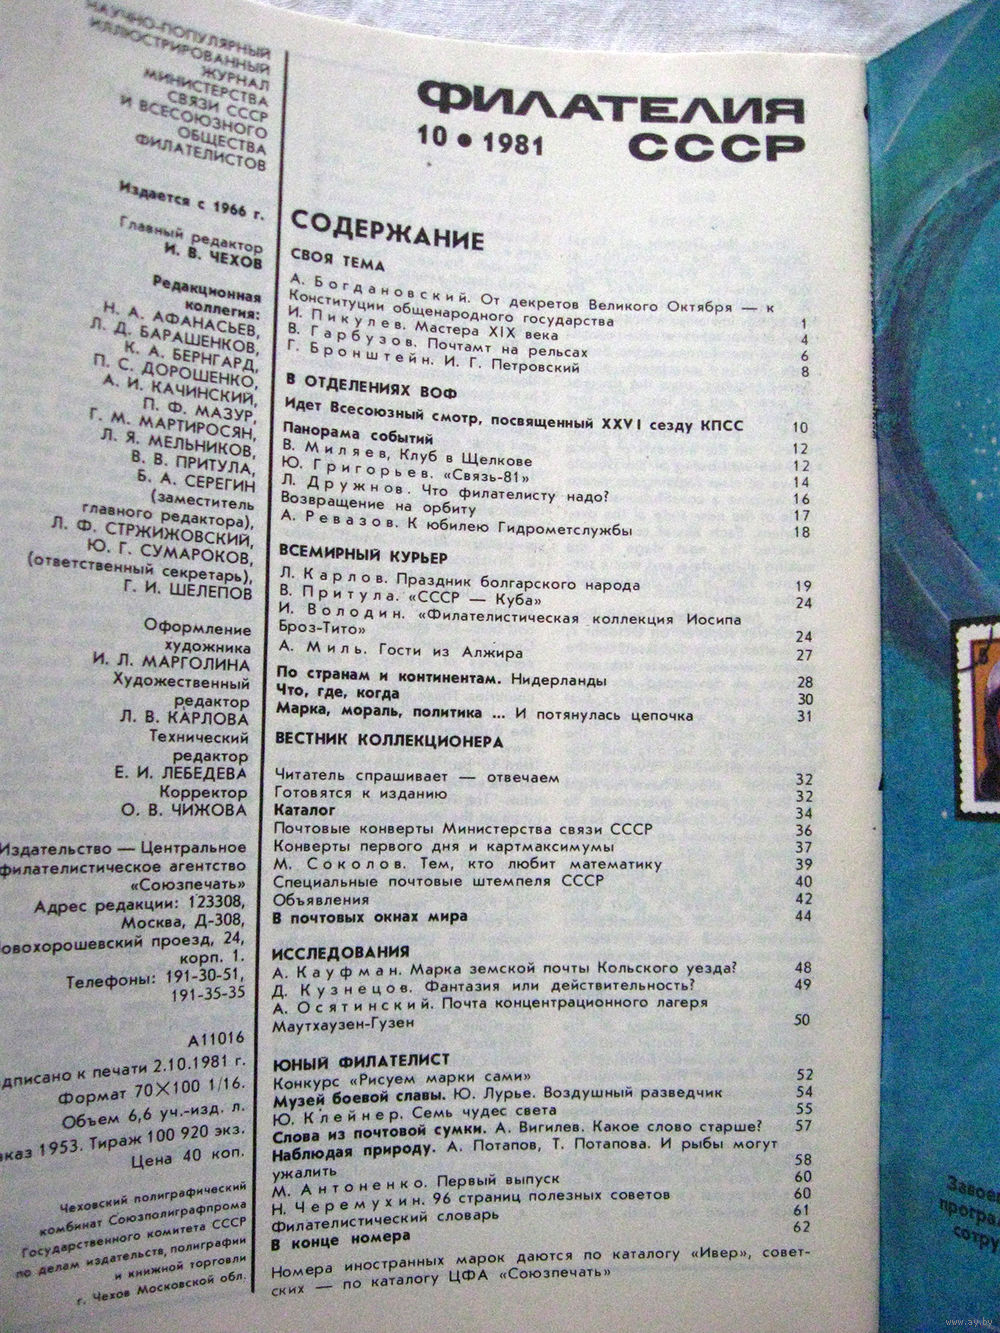 НАУЧНО-ПОПУЛЯРНЫЙ
ИЛЛЮСТРИРОВАННЫЙ
ЖУРНАЛ
МИНИСТЕРСТВА
СВЯЗИ СССР
И ВСЕСОЮЗНОГО
ОБЩЕСТВА
ФИЛАТЕЛИСТОВ
Издается с 1966 г.
Главный редактор
И. В. ЧЕХОВ
Редакционная
коллегия:
Н. А. АФАНАСЬЕВ,
Л. Д. БАРАШЕНКОВ,
К. А. БЕРНГАРД,
П. С. ДОРОШЕНКО,
А. И. КАЧИНСКИЙ,
П. Ф. МАЗУР,
Г. М. МАРТИРОСЯН,
Л. Я. МЕЛЬНИКОВ,
В. В. ПРИТУЛА,
Б. А. СЕРЕГИН
(заместитель
главного редактора),
Л. Ф. СТРЖИЖОВСКИЙ,
Ю. Г. СУМАРОКОВ,
(ответственный секретарь),
Г. И. ШЕЛЕПОВ
Оформление
художника
И. Л. МАРГОЛИНА
Художественный
редактор
Л. В. КАРЛОВА
Технический
редактор
Е. И. ЛЕБЕДЕВА
Корректор
О. В. ЧИЖОВА
Издательство — Центральное
филателистическое агентство
«Союзпечать»
Адрес редакции: 123308,
Москва, Д-308,
овохорошевский проезд, 24,
корп. 1.
Телефоны: 191-30-51,
191-35-35
А11016
дписано к печати 2.10.1981 г.
Формат 70×100 1/16.
Объем 6,6 уч.-изд. л.
аказ 1953. Тираж 100 920 экз.
Цена 40 коп.
Чеховский полиграфический
комбинат Союзполиграфпрома
Государственного комитета СССР
по делам издательств, полиграфии
и книжной торговли
г. Чехов Московской обл.
ФИЛАТЕЛИЯ
10 • 1981 СССР
СОДЕРЖАНИЕ
СВОЯ ТЕМА
А. Богдановский. От декретов Великого Октября — к
Конституции общенародного государства 1
И. Пикулев. Мастера XIX века 4
В. Гарбузов. Почтамт на рельсах 6
Г. Бронштейн. И. Г. Петровский 8
В ОТДЕЛЕНИЯХ ВОФ
Идет Всесоюзный смотр, посвященный XXVI сезду КПСС 10
Панорама событий 12
В. Миляев, Клуб в Щелкове 12
Ю. Григорьев. «Связь-81» 14
Л. Дружнов. Что филателисту надо? 16
Возвращение на орбиту 17
А. Ревазов. К юбилею Гидрометслужбы 18
ВСЕМИРНЫЙ КУРЬЕР
Л. Карлов. Праздник болгарского народа 19
В. Притула. «СССР — Куба» 24
И. Володин. «Филателистическая коллекция Иосипа
Броз-Тито» 24
А. Миль. Гости из Алжира 27
По странам и континентам. Нидерланды 28
Что, где, когда 30
Марка, мораль, политика ... И потянулась цепочка 31
ВЕСТНИК КОЛЛЕКЦИОНЕРА
Читатель спрашивает — отвечаем 32
Готовятся к изданию 32
Каталог 34
Почтовые конверты Министерства связи СССР 36
Конверты первого дня и картмаксимумы 37
М. Соколов. Тем, кто любит математику 39
Специальные почтовые штемпеля СССР 40
Объявления 42
В почтовых окнах мира 44
ИССЛЕДОВАНИЯ
А. Кауфман. Марка земской почты Кольского уезда? 48
Д. Кузнецов. Фантазия или действительность? 49
А. Осятинский. Почта концентрационного лагеря
Маутхаузен-Гузен 50
ЮНЫЙ ФИЛАТЕЛИСТ
Конкурс «Рисуем марки сами» 52
Музей боевой славы. Ю. Лурье. Воздушный разведчик 54
Ю. Клейнер. Семь чудес света 55
Слова из почтовой сумки. А. Вигилев. Какое слово старше? 57
Наблюдая природу. А. Потапов, Т. Потапова. И рыбы могут
ужалить 58
М. Антоненко. Первый выпуск 60
Н. Черемухин. 96 страниц полезных советов 60
Филателистический словарь 61
В конце номера 62
Номера иностранных марок даются по каталогу «Ивер», совет-
ских — по каталогу ЦФА «Союзпечать»
5
Завое
програ
сотру
www.ay.by